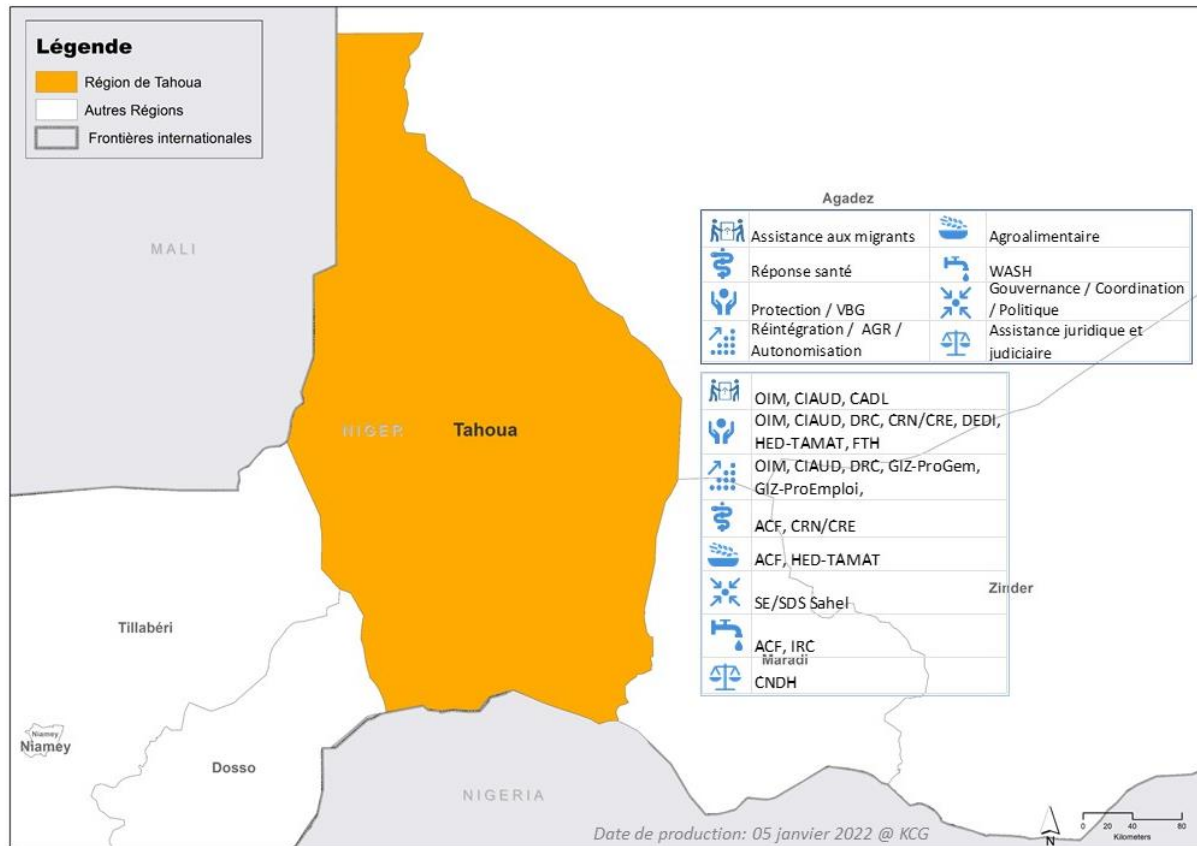 Légende
Région de Tahoua
Autres Régions
Frontières internationales
MALI
Agadez
Assistance aux migrants
Agroalimentaire
Réponse santé
WASH
Protection / VBG
Gouvernance / Coordination
/ Politique
Réintégration / AGR /
Autonomisation
Assistance juridique et
judiciaire
OIM, CIAUD, CADL
OIM, CIAUD, DRC, CRN/CRE, DEDI,
HED-TAMAT, FTH
OIM, CIAUD, DRC, GIZ-ProGem,
GIZ-ProEmploi,
ACF, CRN/CRE
ACF, HED-TAMAT
SE/SDS Sahel
ACF, IRC
CNDH
NIGER
Tahoua
Zinder
Maradi
Tillabéri
Niamey
Niamey
Dosso
NIGERIA
Date de production: 05 janvier 2022 @ KCG
N
0 20 40 80
Kilometers